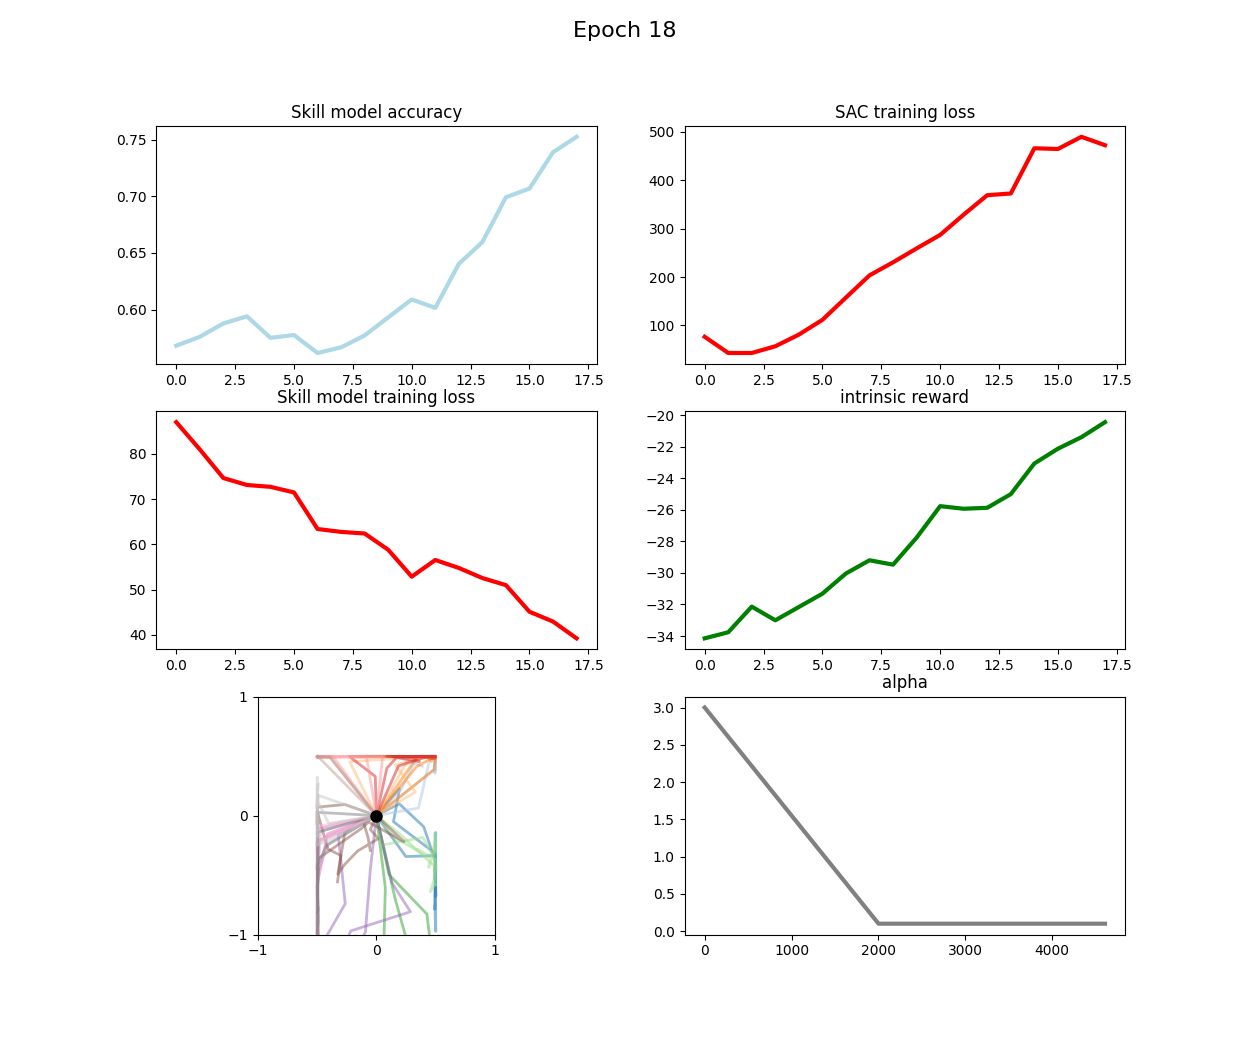 Epoch 18
Skill model accuracy
0.75
0.70
0.65
0.60
0.0 2.5 5.0 7.5 10.0 12.5 15.0 17.5
SAC training loss
500
400
300
200
100
0.0 2.5 5.0 7.5 10.0 12.5 15.0 17.5
Skill model training loss
80
70
60
50
40
0.0 2.5 5.0 7.5 10.0 12.5 15.0 17.5
intrinsic reward
−20
−22
−24
−26
−28
−30
−32
−34
0.0 2.5 5.0 7.5 10.0 12.5 15.0 17.5
1
0
−1
−1 0 1
alpha
3.0
2.5
2.0
1.5
1.0
0.5
0.0
0 1000 2000 3000 4000